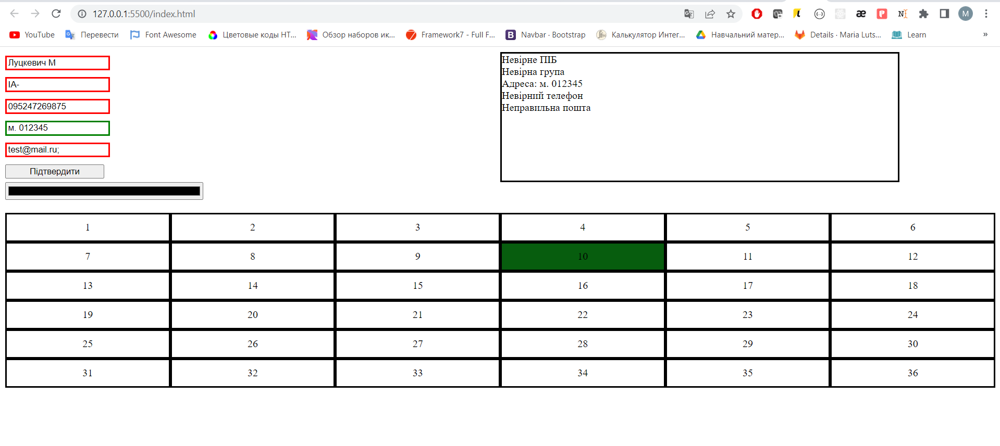 127.0.0.1:5500/index.html
M
YouTube Перевести Font Awesome Цветовые коды HT... Обзор наборов ик... Framework7 - Full F... Navbar · Bootstrap Калькулятор Интег... Навчальний матер... Details · Maria Luts... Learn »
Луцкевич М
ІА-
095247269875
м. 012345
test@mail.ru;
Підтвердити
Невірне ПІБ
Невірна група
Адреса: м. 012345
Невірний телефон
Неправильна пошта
1 2 3 4 5 6
7 8 9 10 11 12
13 14 15 16 17 18
19 20 21 22 23 24
25 26 27 28 29 30
31 32 33 34 35 36